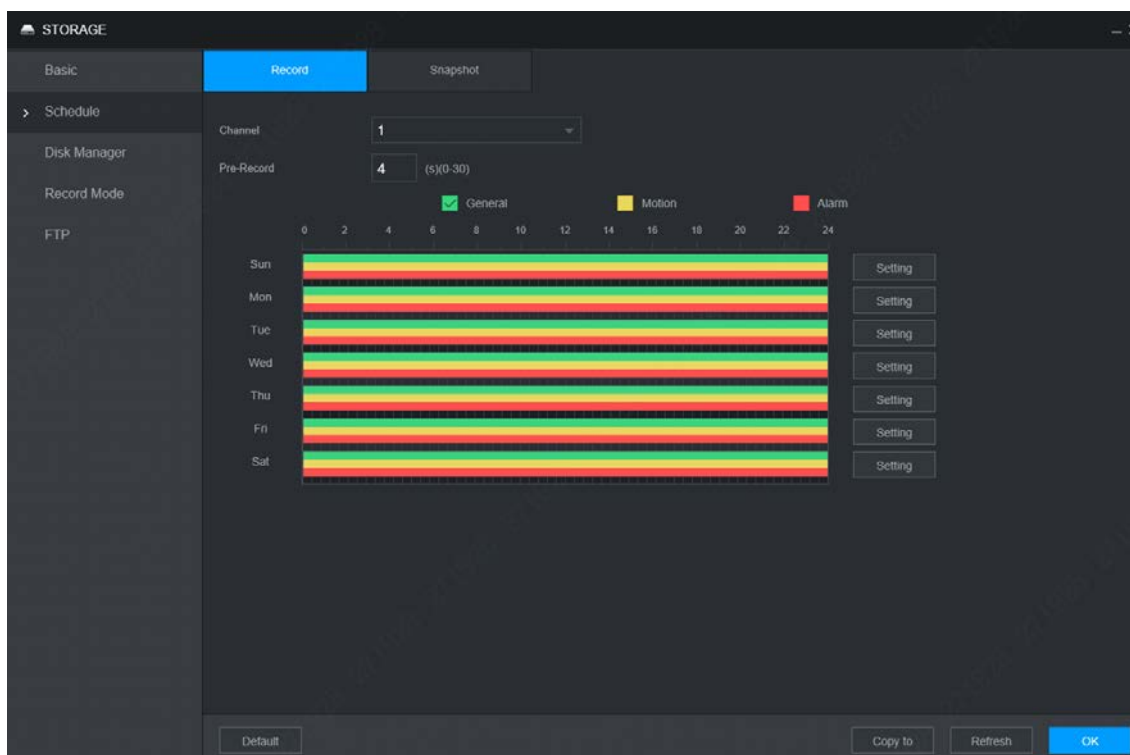 STORAGE
Basic
Record
Snapshot
Schedule
Channel
1
Disk Manager
Pre-Record
4
(s)(0-30)
Record Mode
General
Motion
Alarm
FTP
0 2 4 6 8 10 12 14 16 18 20 22 24
Sun
Setting
Mon
Setting
Tue
Setting
Wed
Setting
Thu
Setting
Fri
Setting
Sat
Setting
Default
Copy to
Refresh
OK